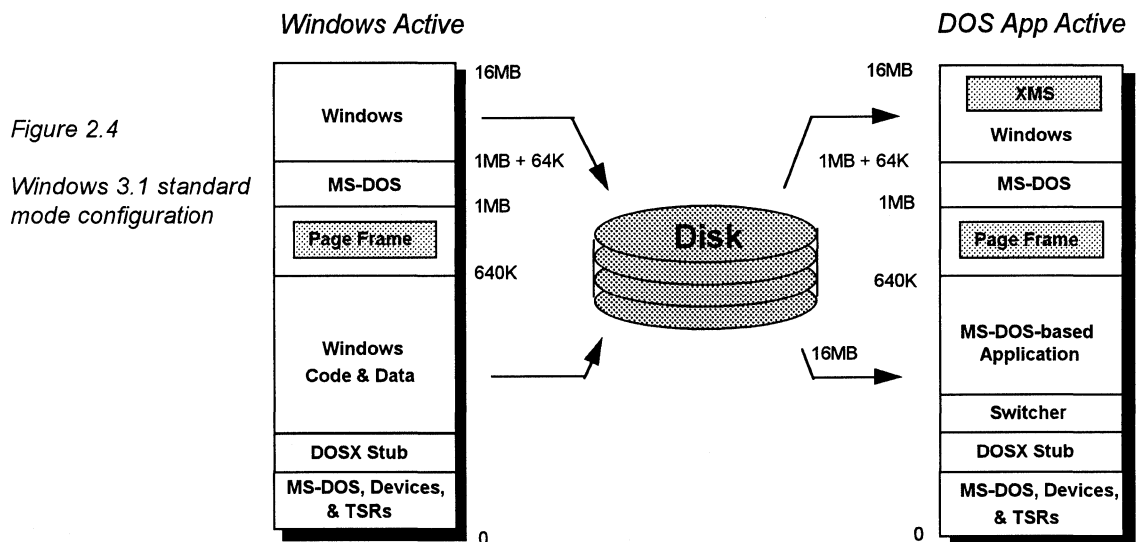 Windows Active
DOS App Active
Figure 2.4
Windows 3.1 standard
mode configuration
16MB
Windows
1MB + 64K
MS-DOS
1MB
Page Frame
640K
Windows
Code & Data
DOSX Stub
MS-DOS, Devices,
& TSRs
0
Disk
16MB
16MB
XMS
Windows
1MB + 64K
MS-DOS
1MB
Page Frame
640K
MS-DOS-based
Application
Switcher
DOSX Stub
MS-DOS, Devices,
& TSRs
0